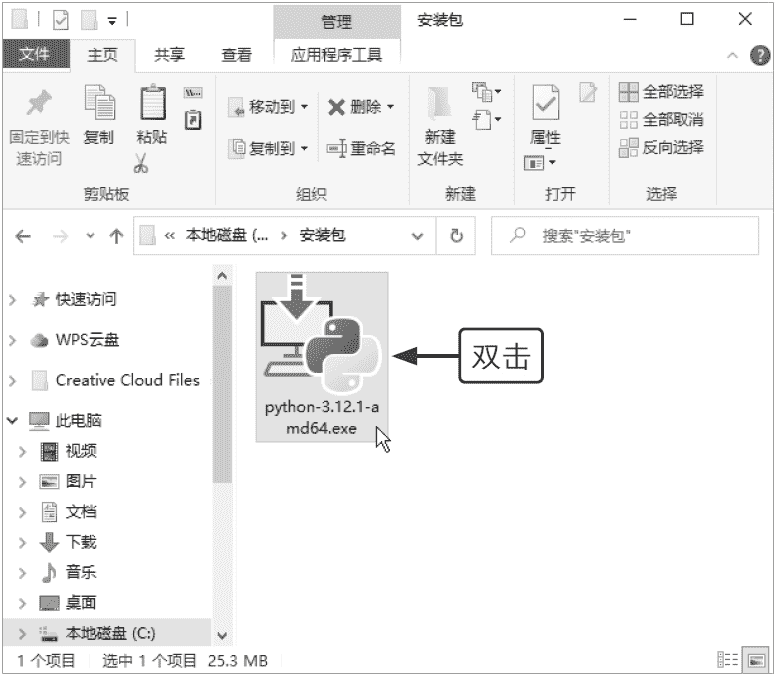 管理
安装包
文件
主页
共享
查看
应用程序工具
固定到快
速访问
复制
粘贴
剪贴板
移动到
复制到
删除
重命名
组织
新建
文件夹
新建
属性
打开
全部选择
全部取消
反向选择
选择
« 本地磁盘 (... › 安装包
搜索"安装包"
快速访问
WPS云盘
Creative Cloud Files
此电脑
视频
图片
文档
下载
音乐
桌面
本地磁盘 (C:)
python-3.12.1-a
md64.exe
双击
1 个项目
选中 1 个项目 25.3 MB